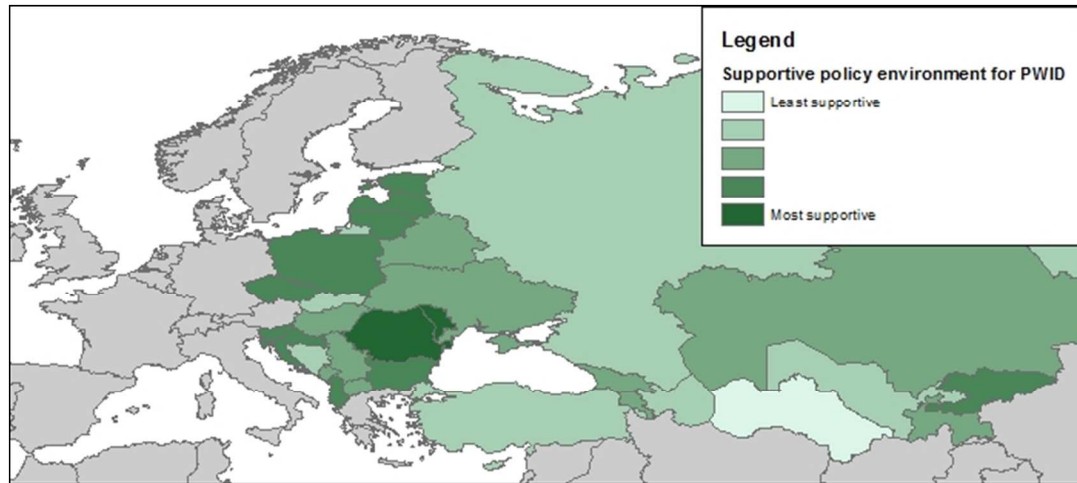 Legend
Supportive policy environment for PWID
Least supportive
Most supportive